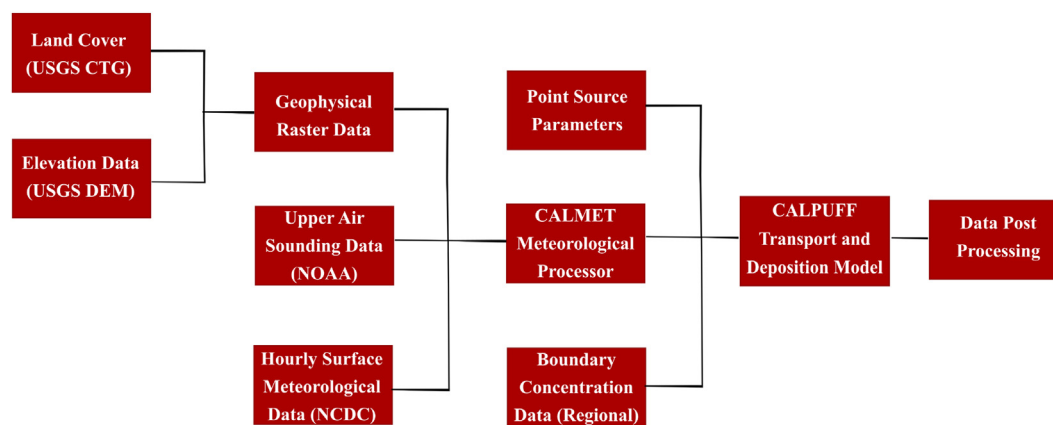 Land Cover
(USGS CTG)
Elevation Data
(USGS DEM)
Geophysical
Raster Data
Upper Air
Sounding Data
(NOAA)
Hourly Surface
Meteorological
Data (NCDC)
Point Source
Parameters
CALMET
Meteorological
Processor
Boundary
Concentration
Data (Regional)
CALPUFF
Transport and
Deposition Model
Data Post
Processing